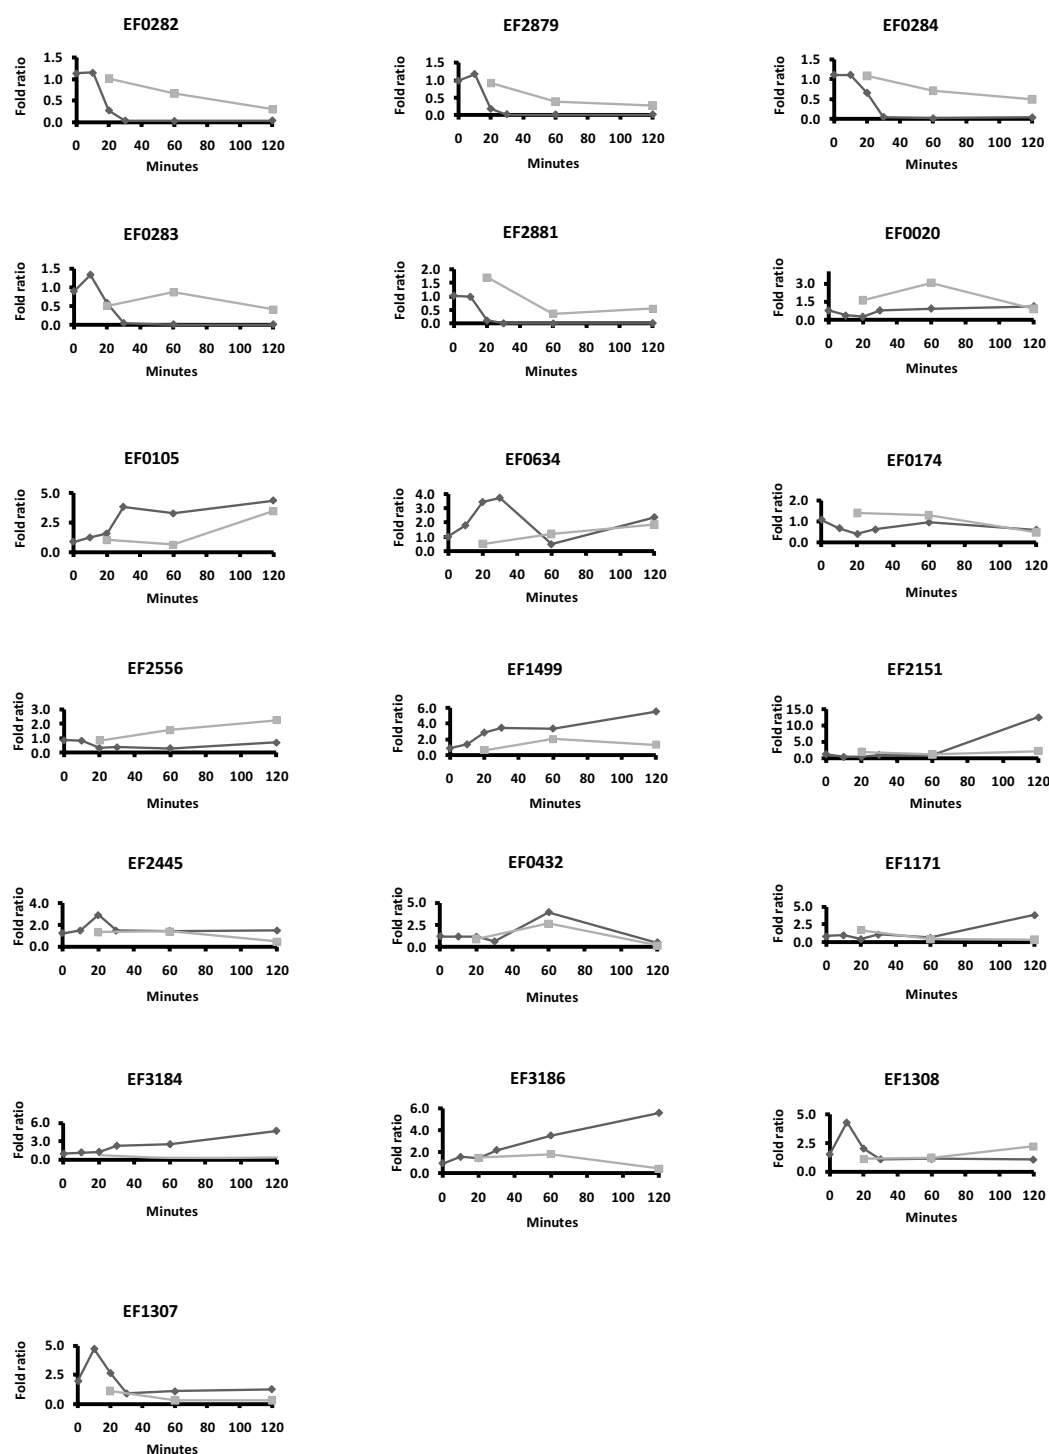 EF0282
Fold ratio
1.5
1.0
0.5
0.0
0 20 40 60 80 100 120
Minutes
EF2879
Fold ratio
1.5
1.0
0.5
0.0
0 20 40 60 80 100 120
Minutes
EF0284
Fold ratio
1.5
1.0
0.5
0.0
0 20 40 60 80 100 120
Minutes
EF0283
Fold ratio
1.5
1.0
0.5
0.0
0 20 40 60 80 100 120
Minutes
EF2881
Fold ratio
2.0
1.5
1.0
0.5
0.0
0 20 40 60 80 100 120
Minutes
EF0020
Fold ratio
3.0
1.5
0.0
0 20 40 60 80 100 120
Minutes
EF0105
Fold ratio
5.0
2.5
0.0
0 20 40 60 80 100 120
Minutes
EF0634
Fold ratio
4.0
3.0
2.0
1.0
0.0
0 20 40 60 80 100 120
Minutes
EF0174
Fold ratio
2.0
1.0
0.0
0 20 40 60 80 100 120
Minutes
EF2556
Fold ratio
3.0
2.0
1.0
0.0
0 20 40 60 80 100 120
Minutes
EF1499
Fold ratio
6.0
4.0
2.0
0.0
0 20 40 60 80 100 120
Minutes
EF2151
Fold ratio
15.0
10.0
5.0
0.0
0 20 40 60 80 100 120
Minutes
EF2445
Fold ratio
4.0
2.0
0.0
0 20 40 60 80 100 120
Minutes
EF0432
Fold ratio
5.0
2.5
0.0
0 20 40 60 80 100 120
Minutes
EF1171
Fold ratio
5.0
2.5
0.0
0 20 40 60 80 100 120
Minutes
EF3184
Fold ratio
6.0
3.0
0.0
0 20 40 60 80 100 120
Minutes
EF3186
Fold ratio
6.0
4.0
2.0
0.0
0 20 40 60 80 100 120
Minutes
EF1308
Fold ratio
5.0
2.5
0.0
0 20 40 60 80 100 120
Minutes
EF1307
Fold ratio
5.0
2.5
0.0
0 20 40 60 80 100 120
Minutes